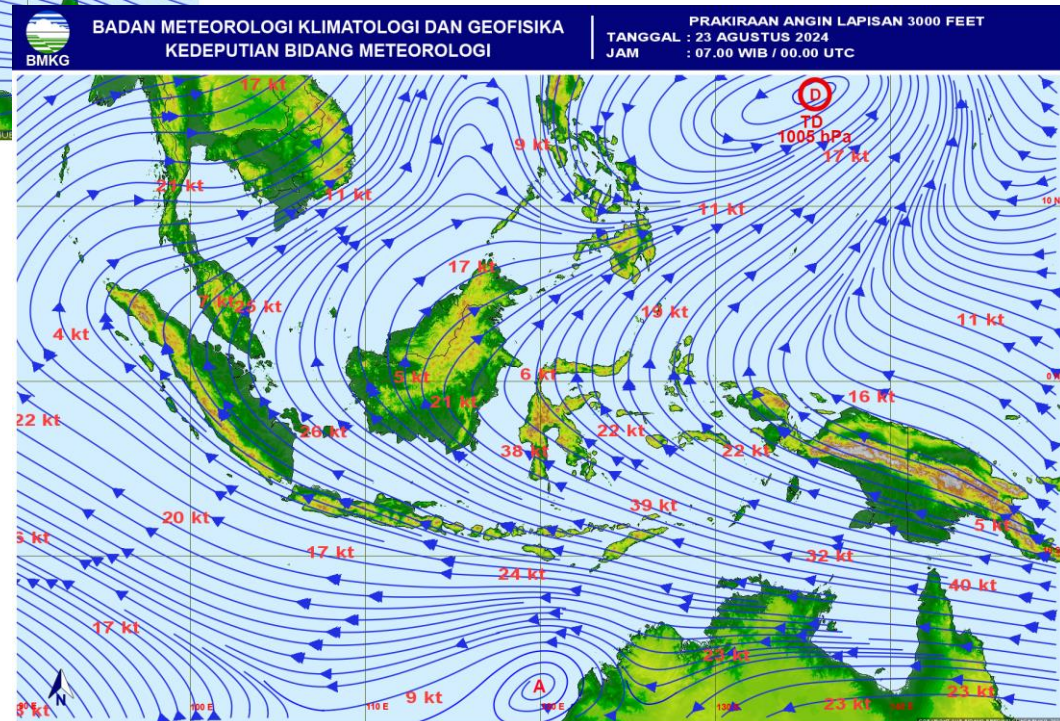 BMKG
BADAN METEOROLOGI KLIMATOLOGI DAN GEOFISIKA
KEDEPUTIAN BIDANG METEOROLOGI
PRAKIRAAN ANGIN LAPISAN 3000 FEET
TANGGAL : 23 AGUSTUS 2024
JAM : 07.00 WIB / 00.00 UTC
17 kt
D
TD
1005 hPa
9 kt
17 kt
21 kt
11 kt
11 kt
10 N
17 kt
7 kt
25 kt
19 kt
11 kt
4 kt
5 kt
6 kt
0 N
21 kt
16 kt
22 kt
26 kt
22 kt
38 kt
22 kt
20 kt
39 kt
5 kt
17 kt
32 kt
24 kt
40 kt
17 kt
23 kt
A
23 kt
9 kt
23 kt
N
100 E
110 E